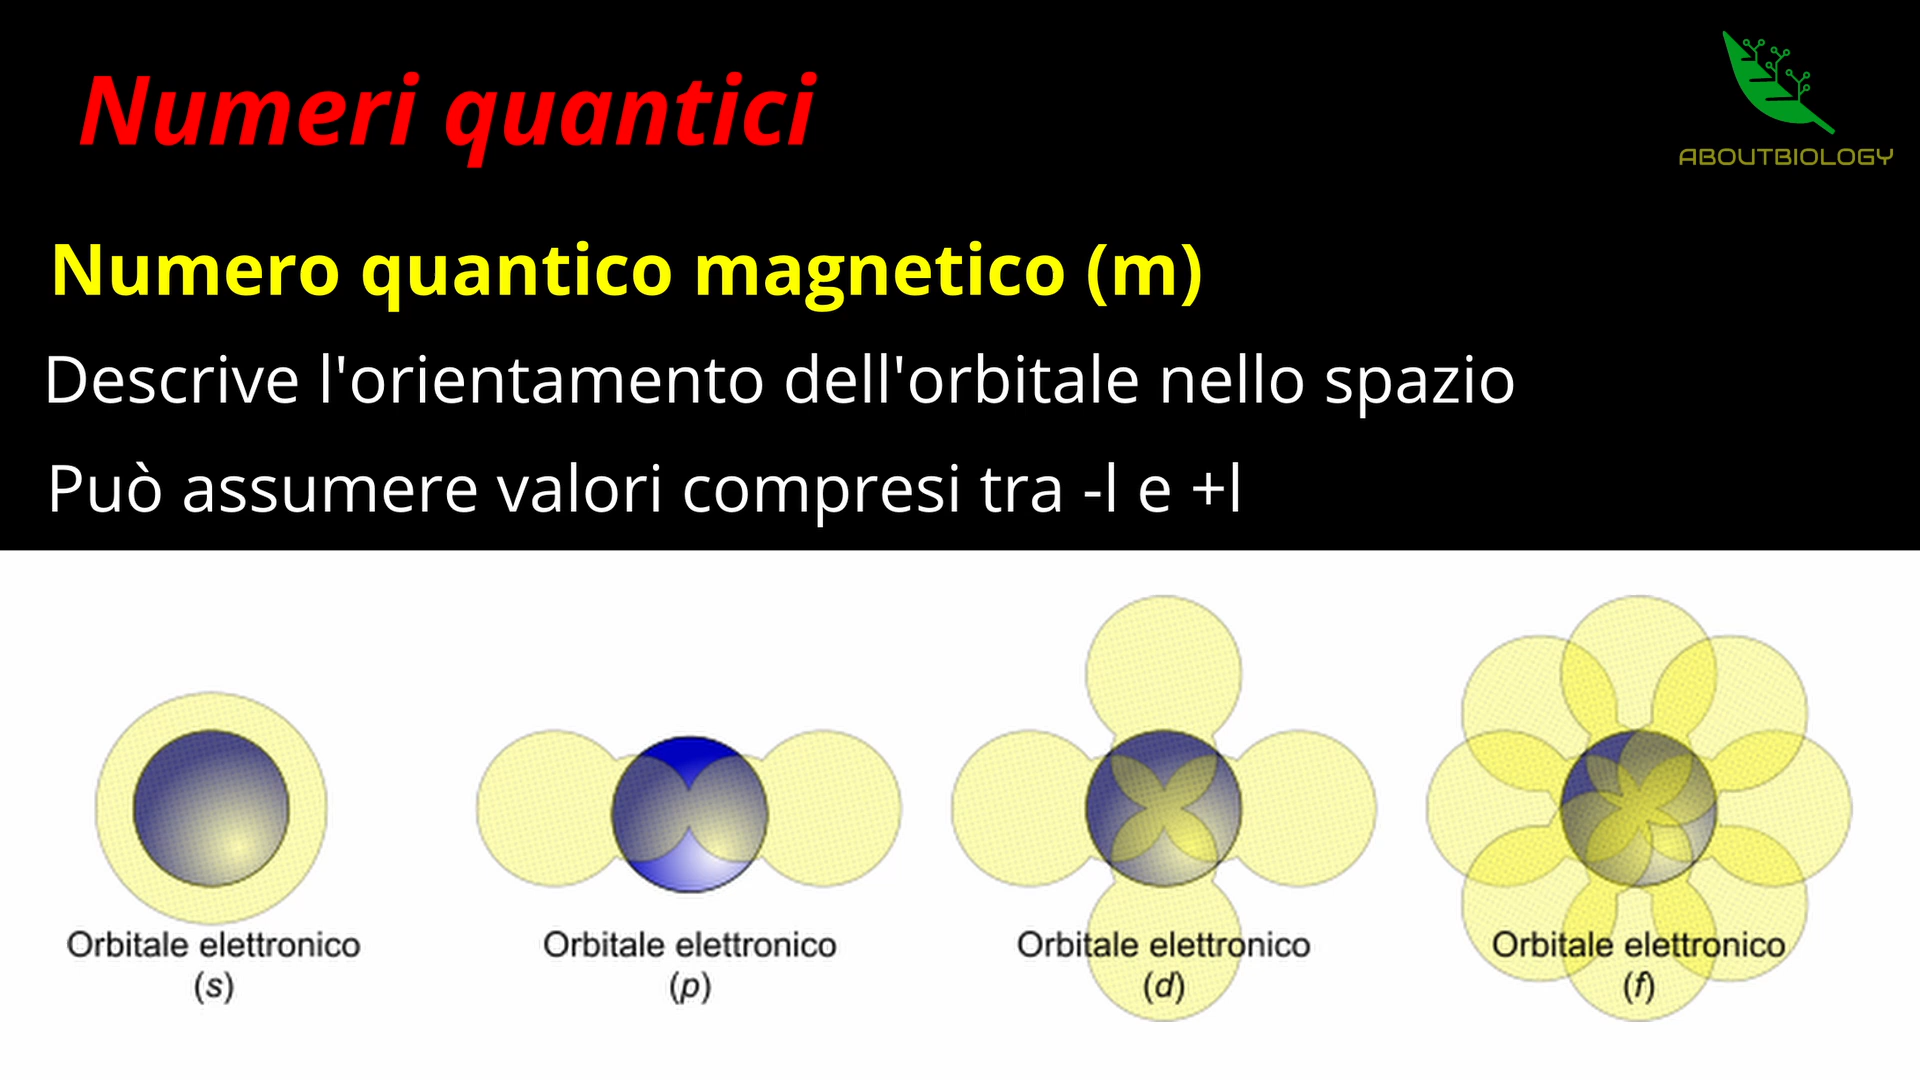 Numeri quantici
ABOUTBIOLOGY
Numero quantico magnetico (m)
Descrive l'orientamento dell'orbitale nello spazio
Può assumere valori compresi tra -l e +l
Orbitale elettronico
(s)
Orbitale elettronico
(p)
Orbitale elettronico
(d)
Orbitale elettronico
(f)